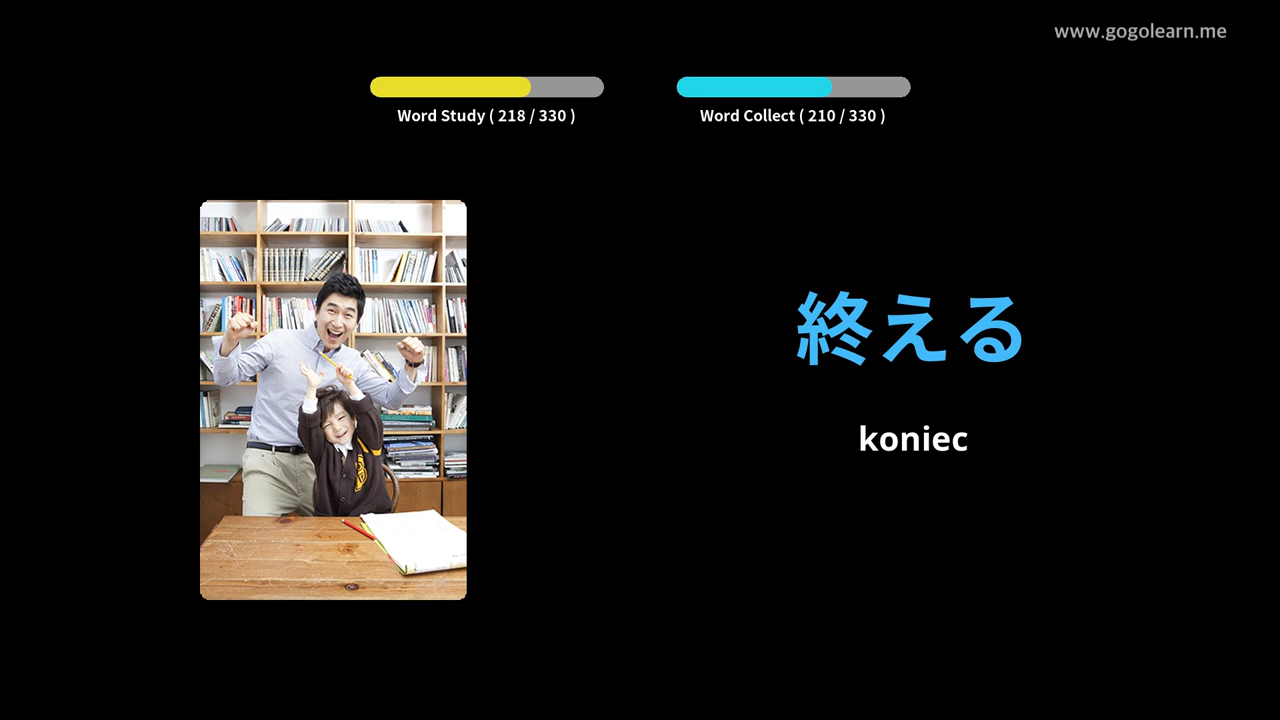 www.gogolearn.me
Word Study ( 218 / 330 )
Word Collect ( 210 / 330 )
終える
koniec